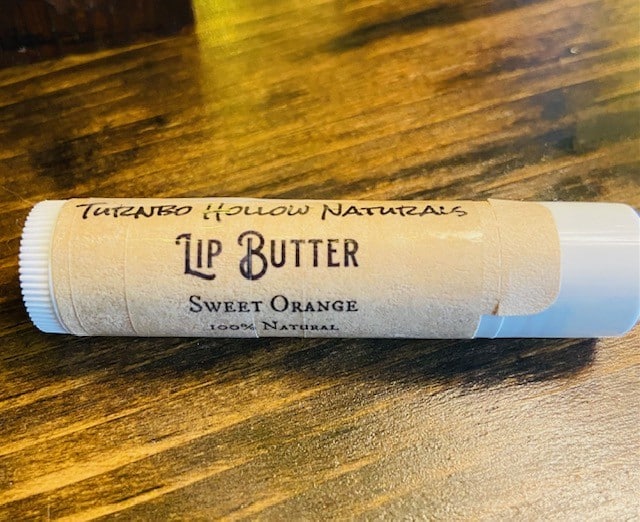 Turnbo Hollow Naturals
Lip Butter
Sweet Orange
100% Natural